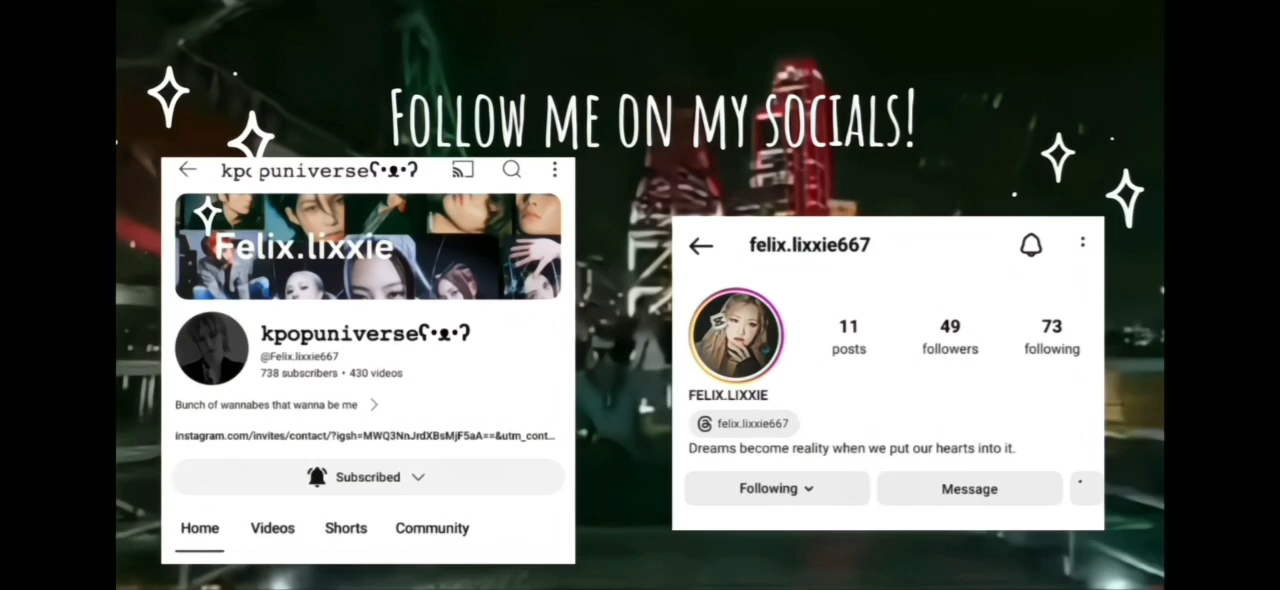 FOLLOW ME ON MY SOCIALS!
kpopuniverseʕ•ᴥ•ʔ
Felix.lixxie
kpopuniverseʕ•ᴥ•ʔ
@Felix.lixxie667
738 subscribers • 430 videos
Bunch of wannabes that wanna be me
instagram.com/invites/contact/?igsh=MWQ3NnJrdXBsMjF5aA==&utm_cont...
Subscribed
Home Videos Shorts Community
felix.lixxie667
11 49 73
posts followers following
FELIX.LIXXIE
felix.lixxie667
Dreams become reality when we put our hearts into it.
Following Message